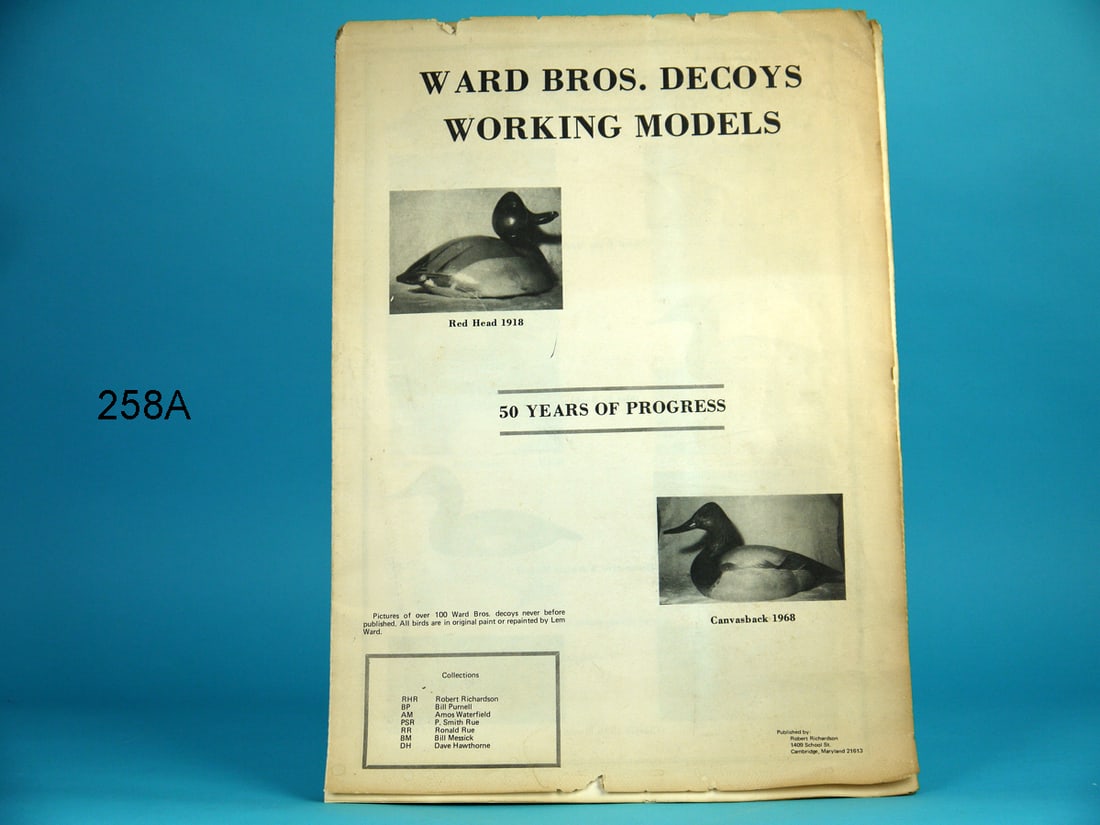 WARD BROS. DECOYS
WORKING MODELS
Red Head 1918
258A
50 YEARS OF PROGRESS
Canvasback 1968
Pictures of over 100 Ward Bros. decoys never before
published. All birds are in original paint or repainted by Lem
Ward.
Collections
RHR Robert Richardson
BP Bill Purnell
AM Amos Waterfield
PSR P. Smith Rue
RR Ronald Rue
BM Bill Messick
DH Dave Hawthorne
Published by:
Robert Richardson
1409 School St.
Cambridge, Maryland 21613